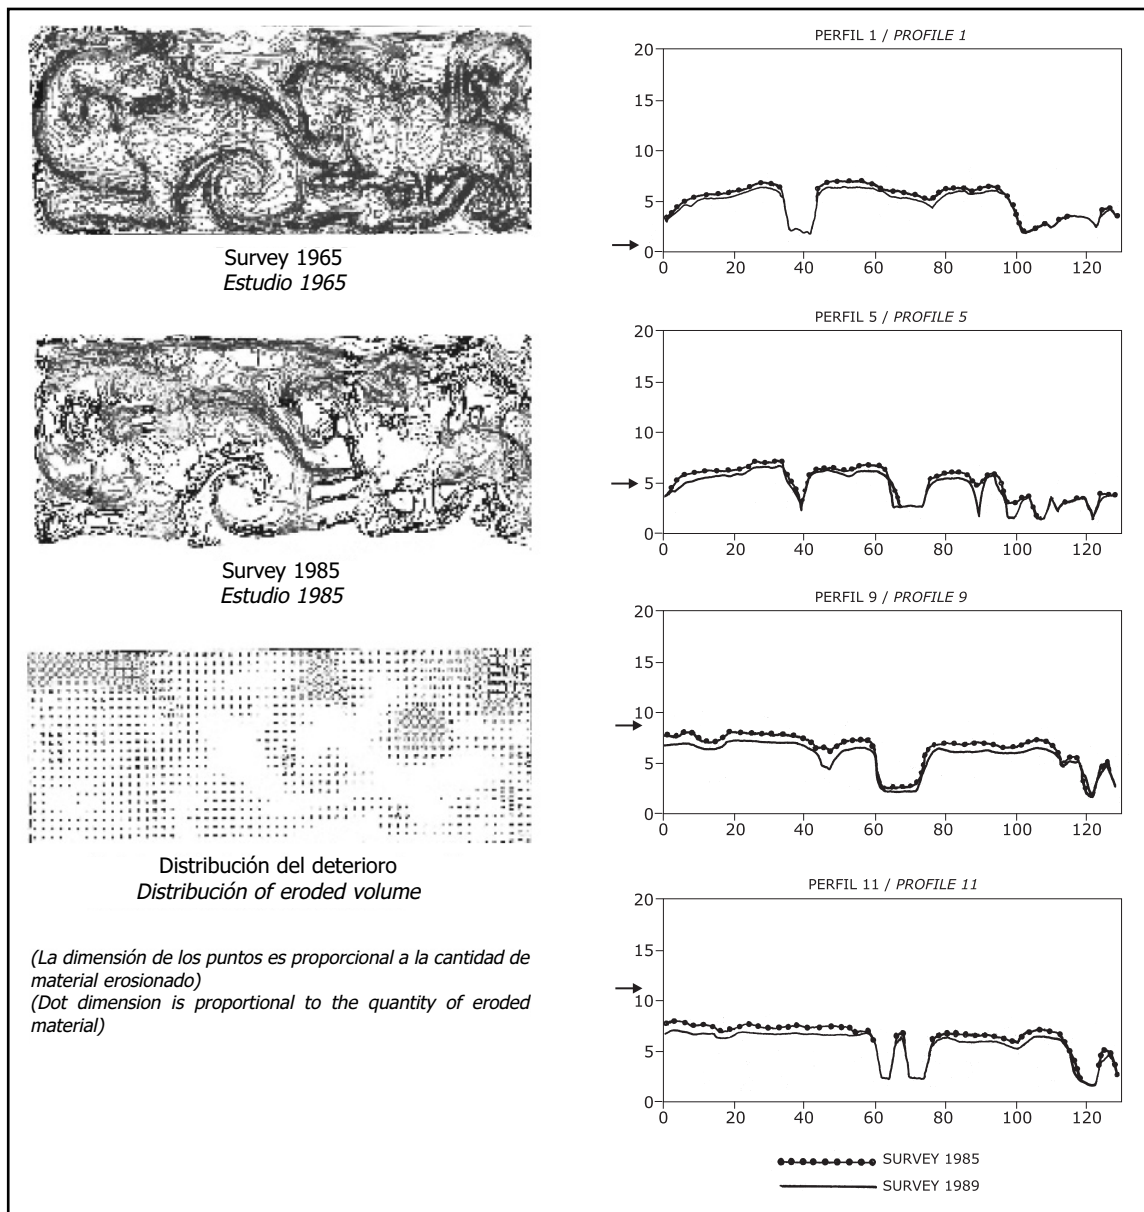 Survey 1965
Estudio 1965
Survey 1985
Estudio 1985
Distribución del deterioro
Distribución of eroded volume
(La dimensión de los puntos es proporcional a la cantidad de
material erosionado)
(Dot dimension is proportional to the quantity of eroded
material)
PERFIL 1 / PROFILE 1
20
15
10
5
0
0 20 40 60 80 100 120
PERFIL 5 / PROFILE 5
20
15
10
5
0
0 20 40 60 80 100 120
PERFIL 9 / PROFILE 9
20
15
10
5
0
0 20 40 60 80 100 120
PERFIL 11 / PROFILE 11
20
15
10
5
0
0 20 40 60 80 100 120
SURVEY 1985
SURVEY 1989